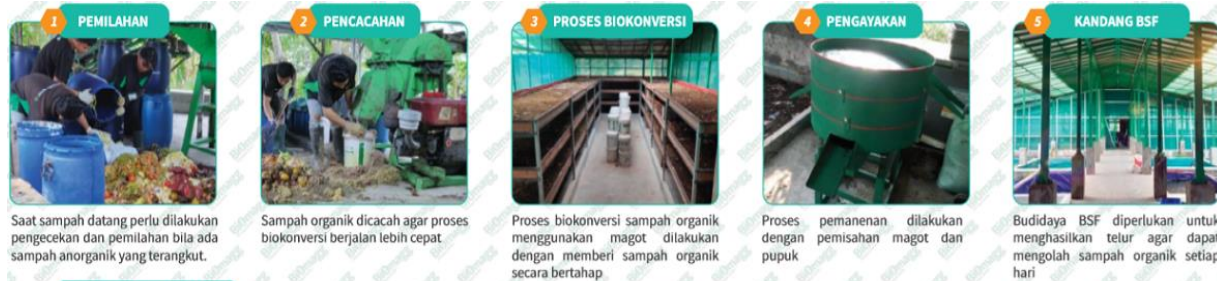 1 PEMILAHAN
Saat sampah datang perlu dilakukan
pengecekan dan pemilahan bila ada
sampah anorganik yang terangkut.
2 PENCACAHAN
Sampah organik dicacah agar proses
biokonversi berjalan lebih cepat
3 PROSES BIOKONVERSI
Proses biokonversi sampah organik
menggunakan magot dilakukan
dengan memberi sampah organik
secara bertahap
4 PENGAYAKAN
Proses pemanenan dilakukan
dengan pemisahan magot dan
pupuk
5 KANDANG BSF
Budidaya BSF diperlukan untuk
menghasilkan telur agar dapat
mengolah sampah organik setiap
hari